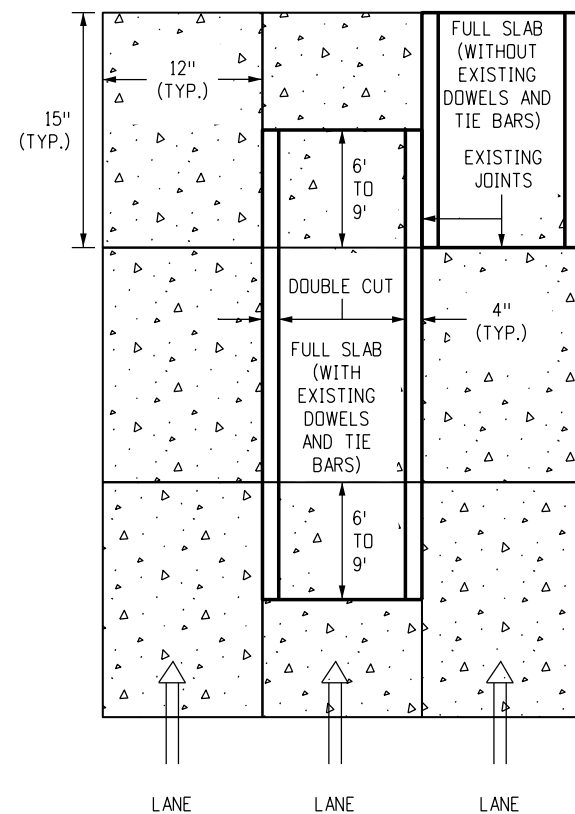 FULL SLAB
(WITHOUT
EXISTING
DOWELS AND
TIE BARS)
12"
(TYP.)
15"
(TYP.)
EXISTING
JOINTS
6'
TO
9'
DOUBLE CUT
4"
(TYP.)
FULL SLAB
(WITH
EXISTING
DOWELS
AND TIE
BARS)
6'
TO
9'
LANE
LANE
LANE